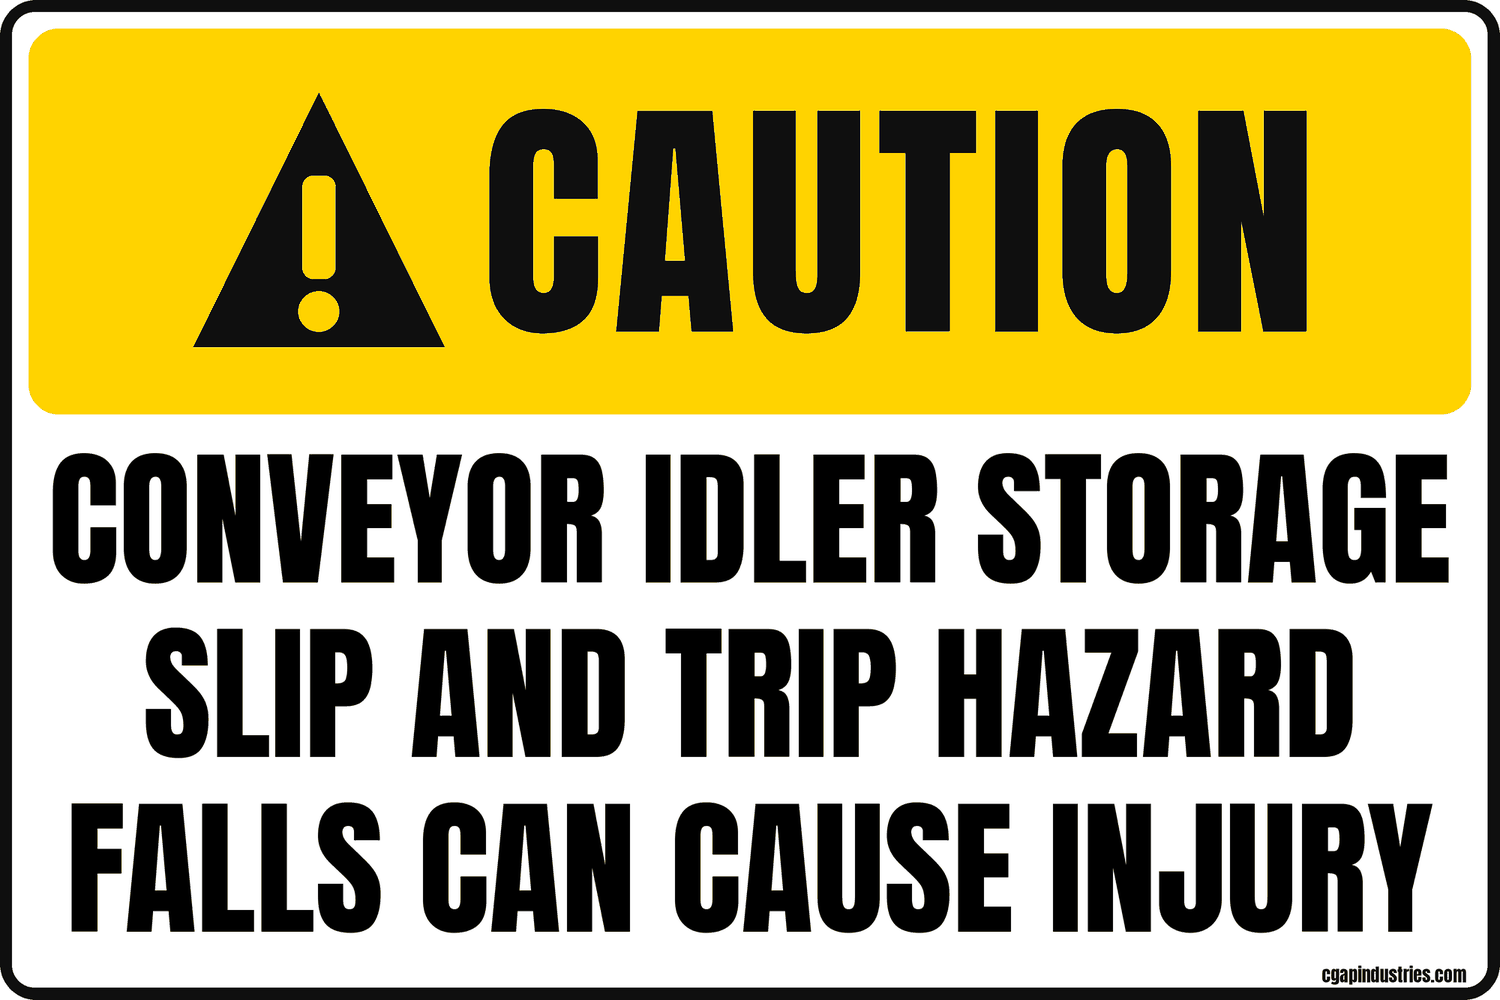 CAUTION
CONVEYOR IDLER STORAGE
SLIP AND TRIP HAZARD
FALLS CAN CAUSE INJURY
cgapindustries.com